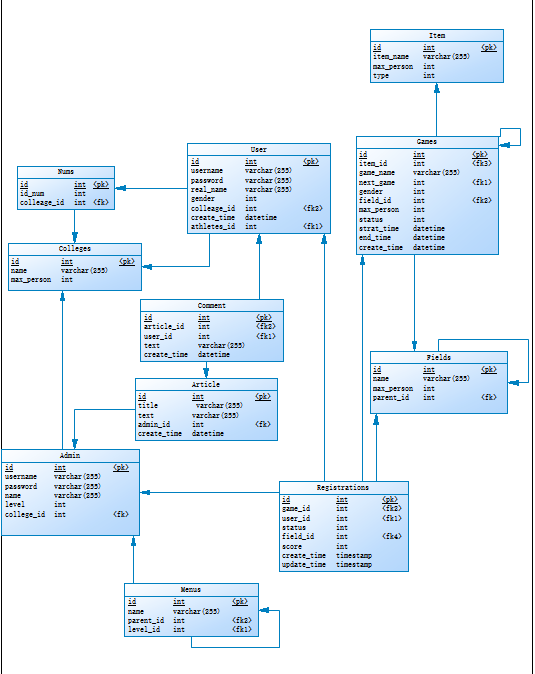 Item
id int <pk>
item_name varchar(255)
max_person int
type int
Games
id int <pk>
item_id int <fk3>
game_name varchar(255)
next_game int <fk1>
gender int
field_id int <fk2>
max_person int
status int
strat_time datetime
end_time datetime
create_time datetime
User
id int <pk>
username varchar(255)
password varchar(255)
real_name varchar(255)
gender int
colleage_id int <fk2>
create_time datetime
athletes_id int <fk1>
Nums
id int <pk>
id_num int
colleage_id int <fk>
Colleges
id int <pk>
name varchar(255)
max_person int
Comment
id int <pk>
article_id int <fk2>
user_id int <fk1>
text varchar(255)
create_time datetime
Fields
id int <pk>
name varchar(255)
max_person int
parent_id int <fk>
Article
id int <pk>
title varchar(255)
text varchar(255)
admin_id int <fk>
create_time datetime
Admin
id int <pk>
username varchar(255)
password varchar(255)
name varchar(255)
level int
college_id int <fk>
Registrations
id int <pk>
game_id int <fk2>
user_id int <fk1>
status int
field_id int <fk4>
score int
create_time timestamp
update_time timestamp
Menus
id int <pk>
name varchar(255)
parent_id int <fk2>
level_id int <fk1>